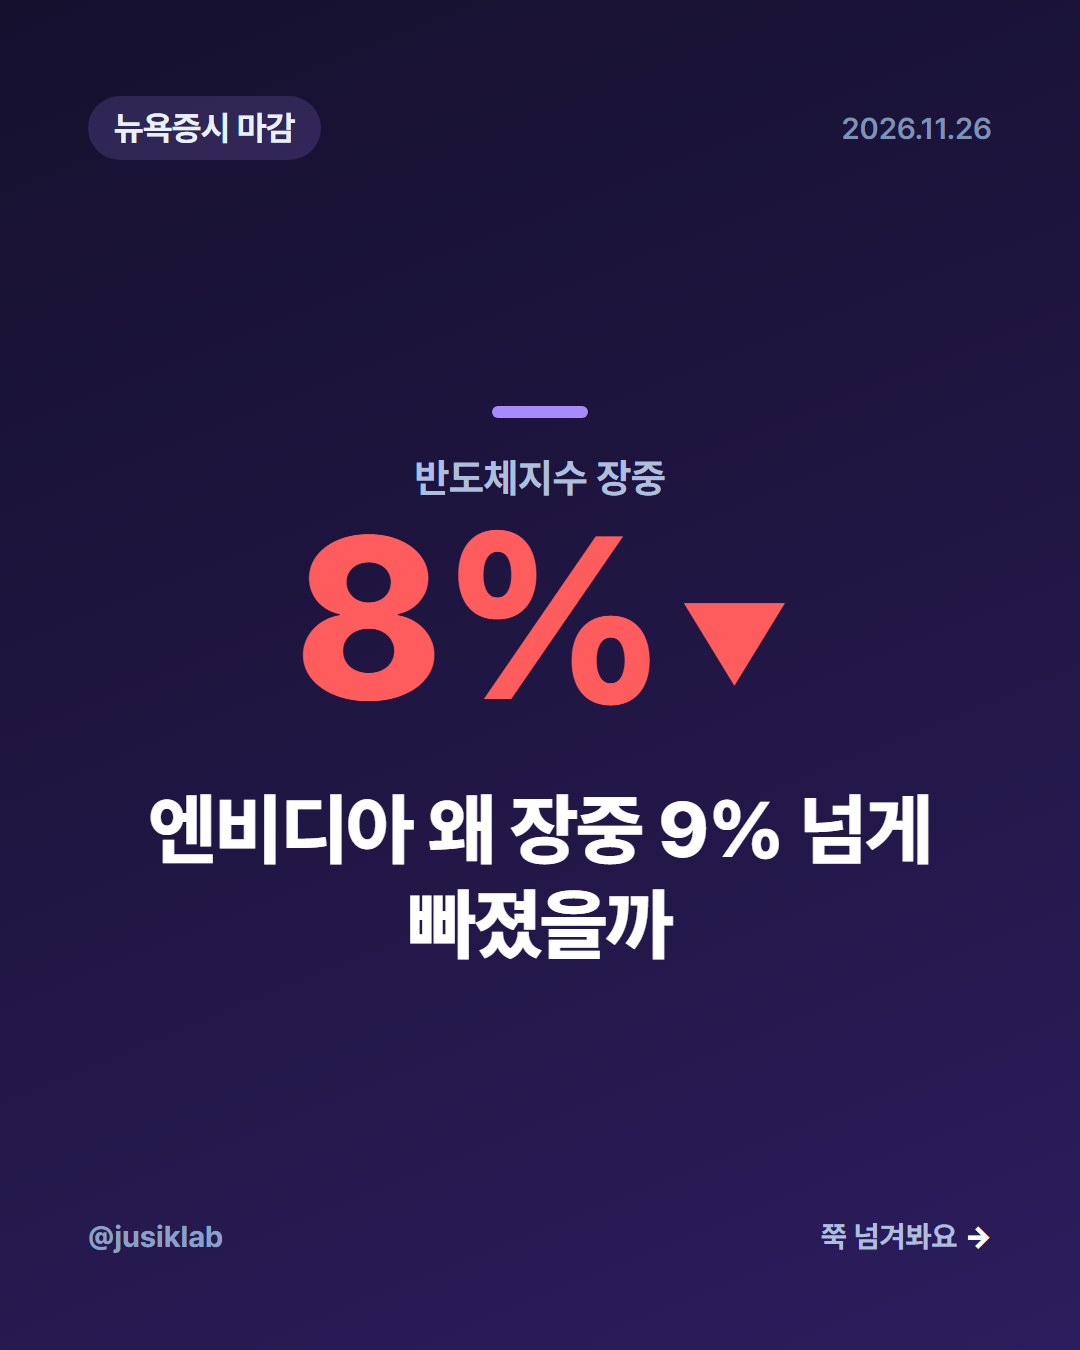 뉴욕증시 마감
2026.11.26
반도체지수 장중
8%▼
엔비디아 왜 장중 9% 넘게
빠졌을까
@jusiklab
쭉 넘겨봐요 →